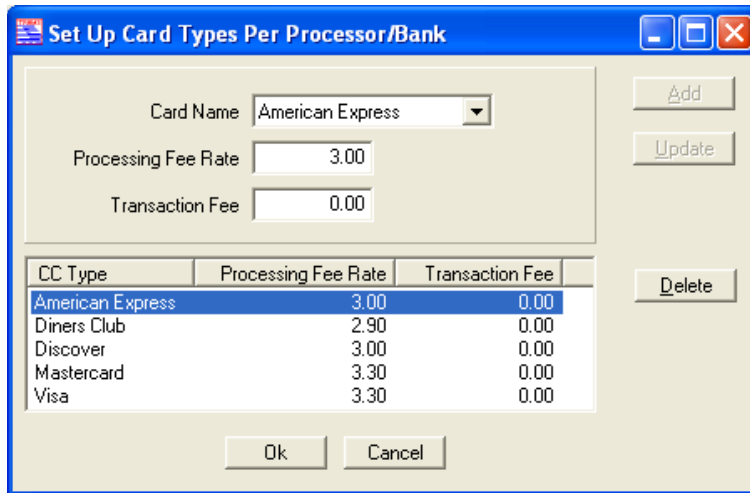 Set Up Card Types Per Processor/Bank
Card Name American Express
Add
Processing Fee Rate 3.00
Update
Transaction Fee 0.00
CC Type Processing Fee Rate Transaction Fee
Delete
American Express 3.00 0.00
Diners Club 2.90 0.00
Discover 3.00 0.00
Mastercard 3.30 0.00
Visa 3.30 0.00
Ok Cancel